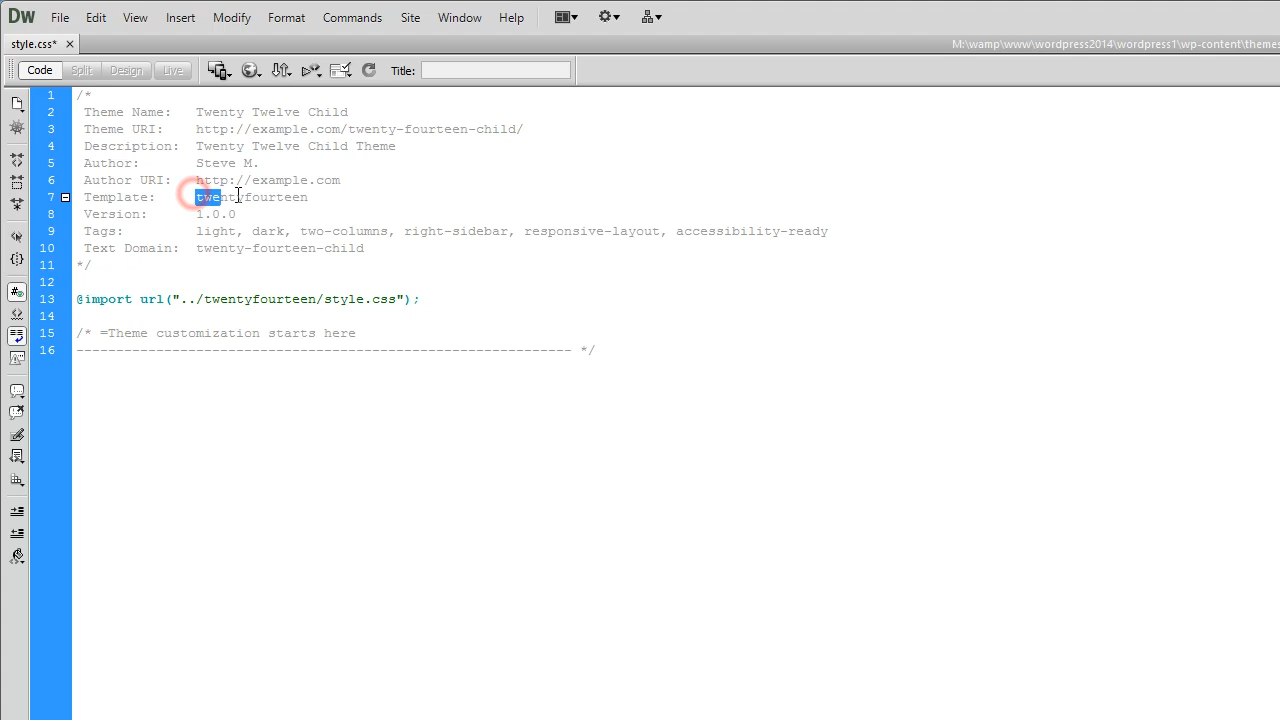 Dw File Edit View Insert Modify Format Commands Site Window Help
style.css* ×
M:\wamp\www\wordpress2014\wordpress1\wp-content\themes
Code Split Design Live Title:
1 /*
2 Theme Name: Twenty Twelve Child
3 Theme URI: http://example.com/twenty-fourteen-child/
4 Description: Twenty Twelve Child Theme
5 Author: Steve M.
6 Author URI: http://example.com
7 Template: twentyfourteen
8 Version: 1.0.0
9 Tags: light, dark, two-columns, right-sidebar, responsive-layout, accessibility-ready
10 Text Domain: twenty-fourteen-child
11 */
12
13 @import url("../twentyfourteen/style.css");
14
15 /* =Theme customization starts here
16 -------------------------------------------------------------- */